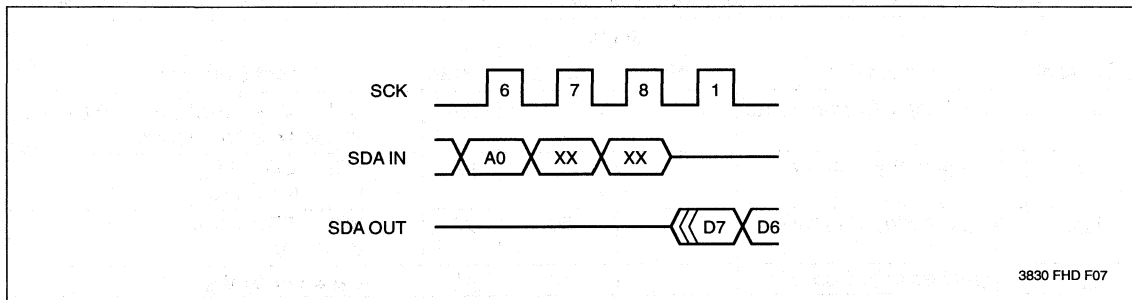 SCK 6 7 8 1
SDA IN A0 XX XX
SDA OUT D7 D6
3830 FHD F07